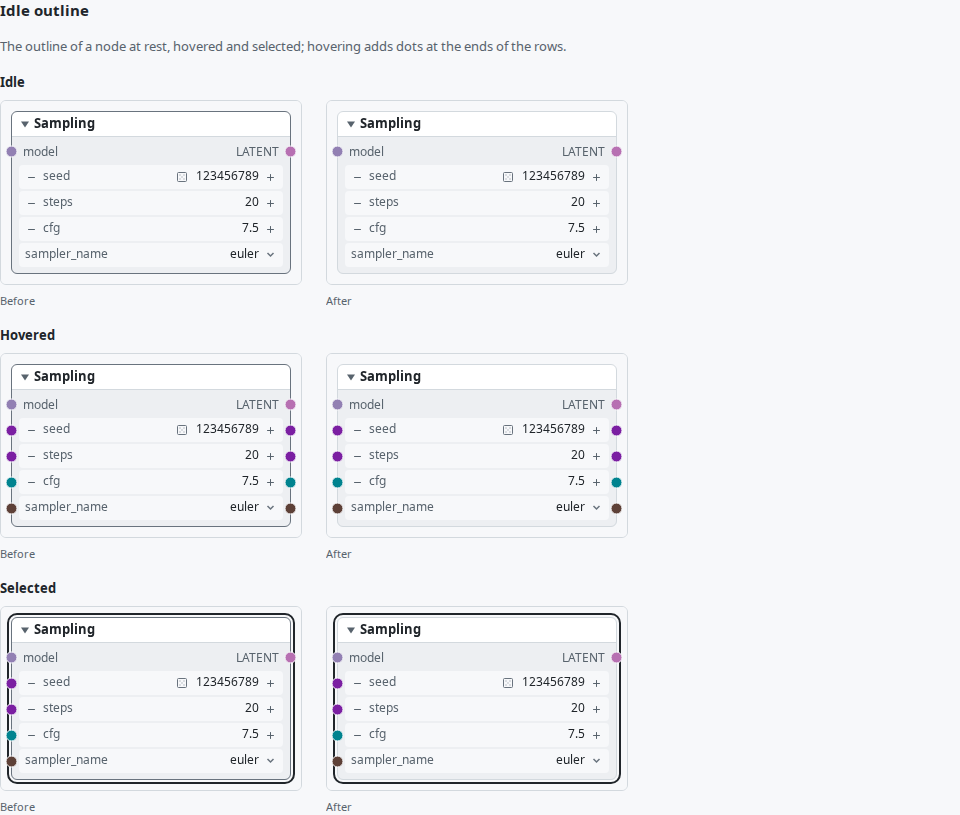 Idle outline
The outline of a node at rest, hovered and selected; hovering adds dots at the ends of the rows.
Idle
Sampling
model LATENT
– seed 123456789 +
– steps 20 +
– cfg 7.5 +
sampler_name euler
Before
Sampling
model LATENT
– seed 123456789 +
– steps 20 +
– cfg 7.5 +
sampler_name euler
After
Hovered
Sampling
model LATENT
– seed 123456789 +
– steps 20 +
– cfg 7.5 +
sampler_name euler
Before
Sampling
model LATENT
– seed 123456789 +
– steps 20 +
– cfg 7.5 +
sampler_name euler
After
Selected
Sampling
model LATENT
– seed 123456789 +
– steps 20 +
– cfg 7.5 +
sampler_name euler
Before
Sampling
model LATENT
– seed 123456789 +
– steps 20 +
– cfg 7.5 +
sampler_name euler
After